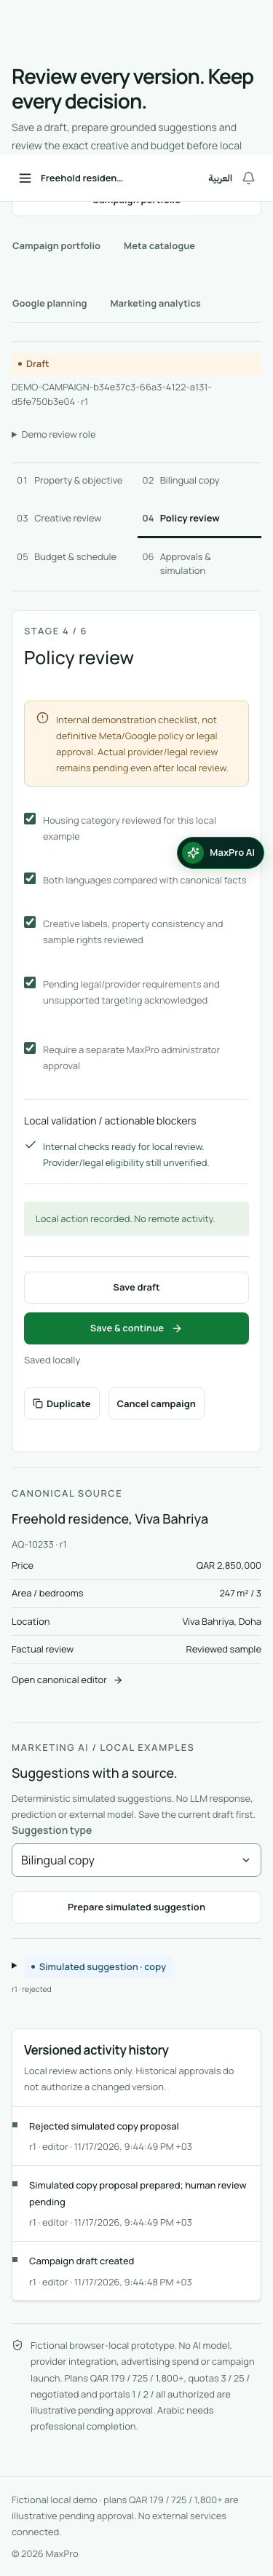 Review every version. Keep
every decision.
Save a draft, prepare grounded suggestions and
review the exact creative and budget before local
Freehold residen...
العربية
Campaign portfolio
Meta catalogue
Google planning
Marketing analytics
Draft
DEMO-CAMPAIGN-b34e37c3-66a3-4122-a131-
d5fe750b3e04 · r1
Demo review role
01 Property & objective
02 Bilingual copy
03 Creative review
04 Policy review
05 Budget & schedule
06 Approvals &
simulation
STAGE 4 / 6
Policy review
Internal demonstration checklist, not
definitive Meta/Google policy or legal
approval. Actual provider/legal review
remains pending even after local review.
Housing category reviewed for this local
example
MaxPro AI
Both languages compared with canonical facts
Creative labels, property consistency and
sample rights reviewed
Pending legal/provider requirements and
unsupported targeting acknowledged
Require a separate MaxPro administrator
approval
Local validation / actionable blockers
Internal checks ready for local review.
Provider/legal eligibility still unverified.
Local action recorded. No remote activity.
Save draft
Save & continue
Saved locally
Duplicate
Cancel campaign
CANONICAL SOURCE
Freehold residence, Viva Bahriya
AQ-10233 · r1
Price QAR 2,850,000
Area / bedrooms 247 m² / 3
Location Viva Bahriya, Doha
Factual review Reviewed sample
Open canonical editor
MARKETING AI / LOCAL EXAMPLES
Suggestions with a source.
Deterministic simulated suggestions. No LLM response,
prediction or external model. Save the current draft first.
Suggestion type
Bilingual copy
Prepare simulated suggestion
Simulated suggestion · copy
r1 · rejected
Versioned activity history
Local review actions only. Historical approvals do
not authorize a changed version.
Rejected simulated copy proposal
r1 · editor · 11/17/2026, 9:44:49 PM +03
Simulated copy proposal prepared; human review
pending
r1 · editor · 11/17/2026, 9:44:49 PM +03
Campaign draft created
r1 · editor · 11/17/2026, 9:44:48 PM +03
Fictional browser-local prototype. No AI model,
provider integration, advertising spend or campaign
launch. Plans QAR 179 / 725 / 1,800+, quotas 3 / 25 /
negotiated and portals 1 / 2 / all authorized are
illustrative pending approval. Arabic needs
professional completion.
Fictional local demo · plans QAR 179 / 725 / 1,800+ are
illustrative pending approval. No external services
connected.
© 2026 MaxPro